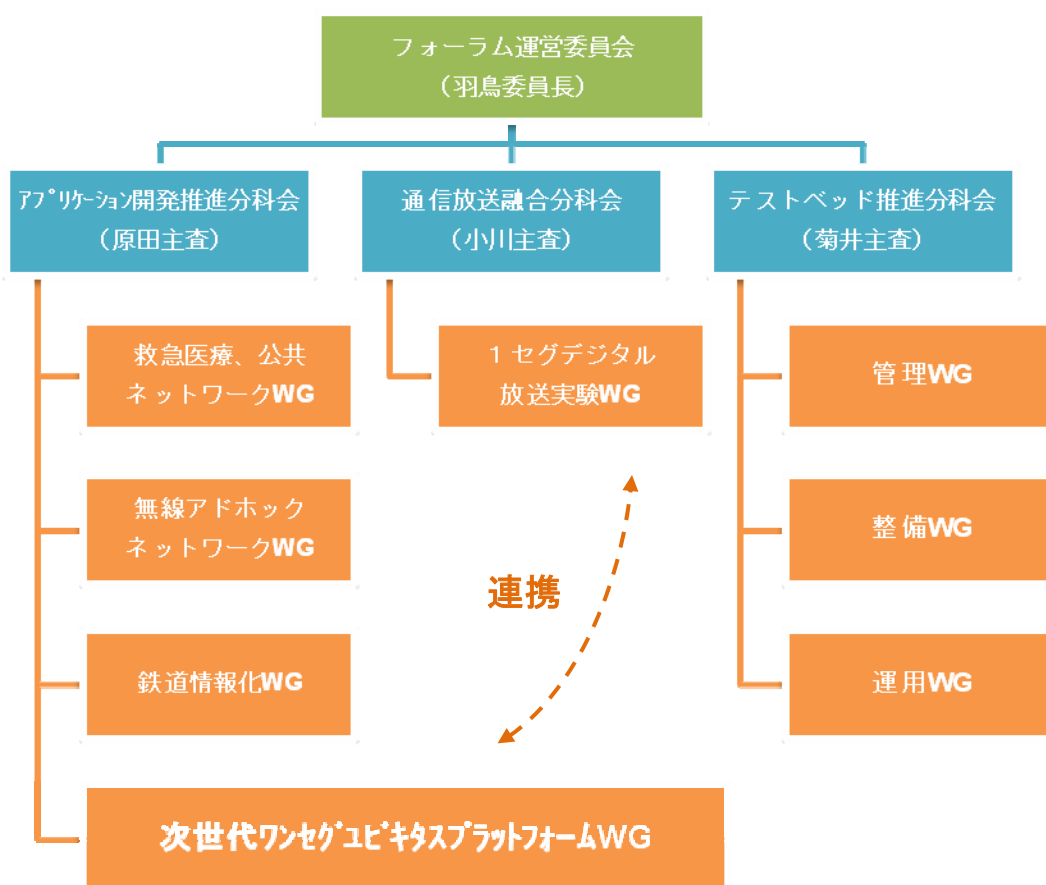 フォーラム運営委員会
（羽鳥委員長）
ｱﾌﾟﾘｹｰｼｮﾝ開発推進分科会
（原田主査）
通信放送融合分科会
（小川主査）
テストベッド推進分科会
（菊井主査）
救急医療、公共
ネットワークWG
１セグデジタル
放送実験WG
管理WG
無線アドホック
ネットワークWG
整備WG
連携
鉄道情報化WG
運用WG
次世代ﾜﾝｾｸﾞﾕﾋﾞｷﾀｽﾌﾟﾗｯﾄﾌｫｰﾑWG